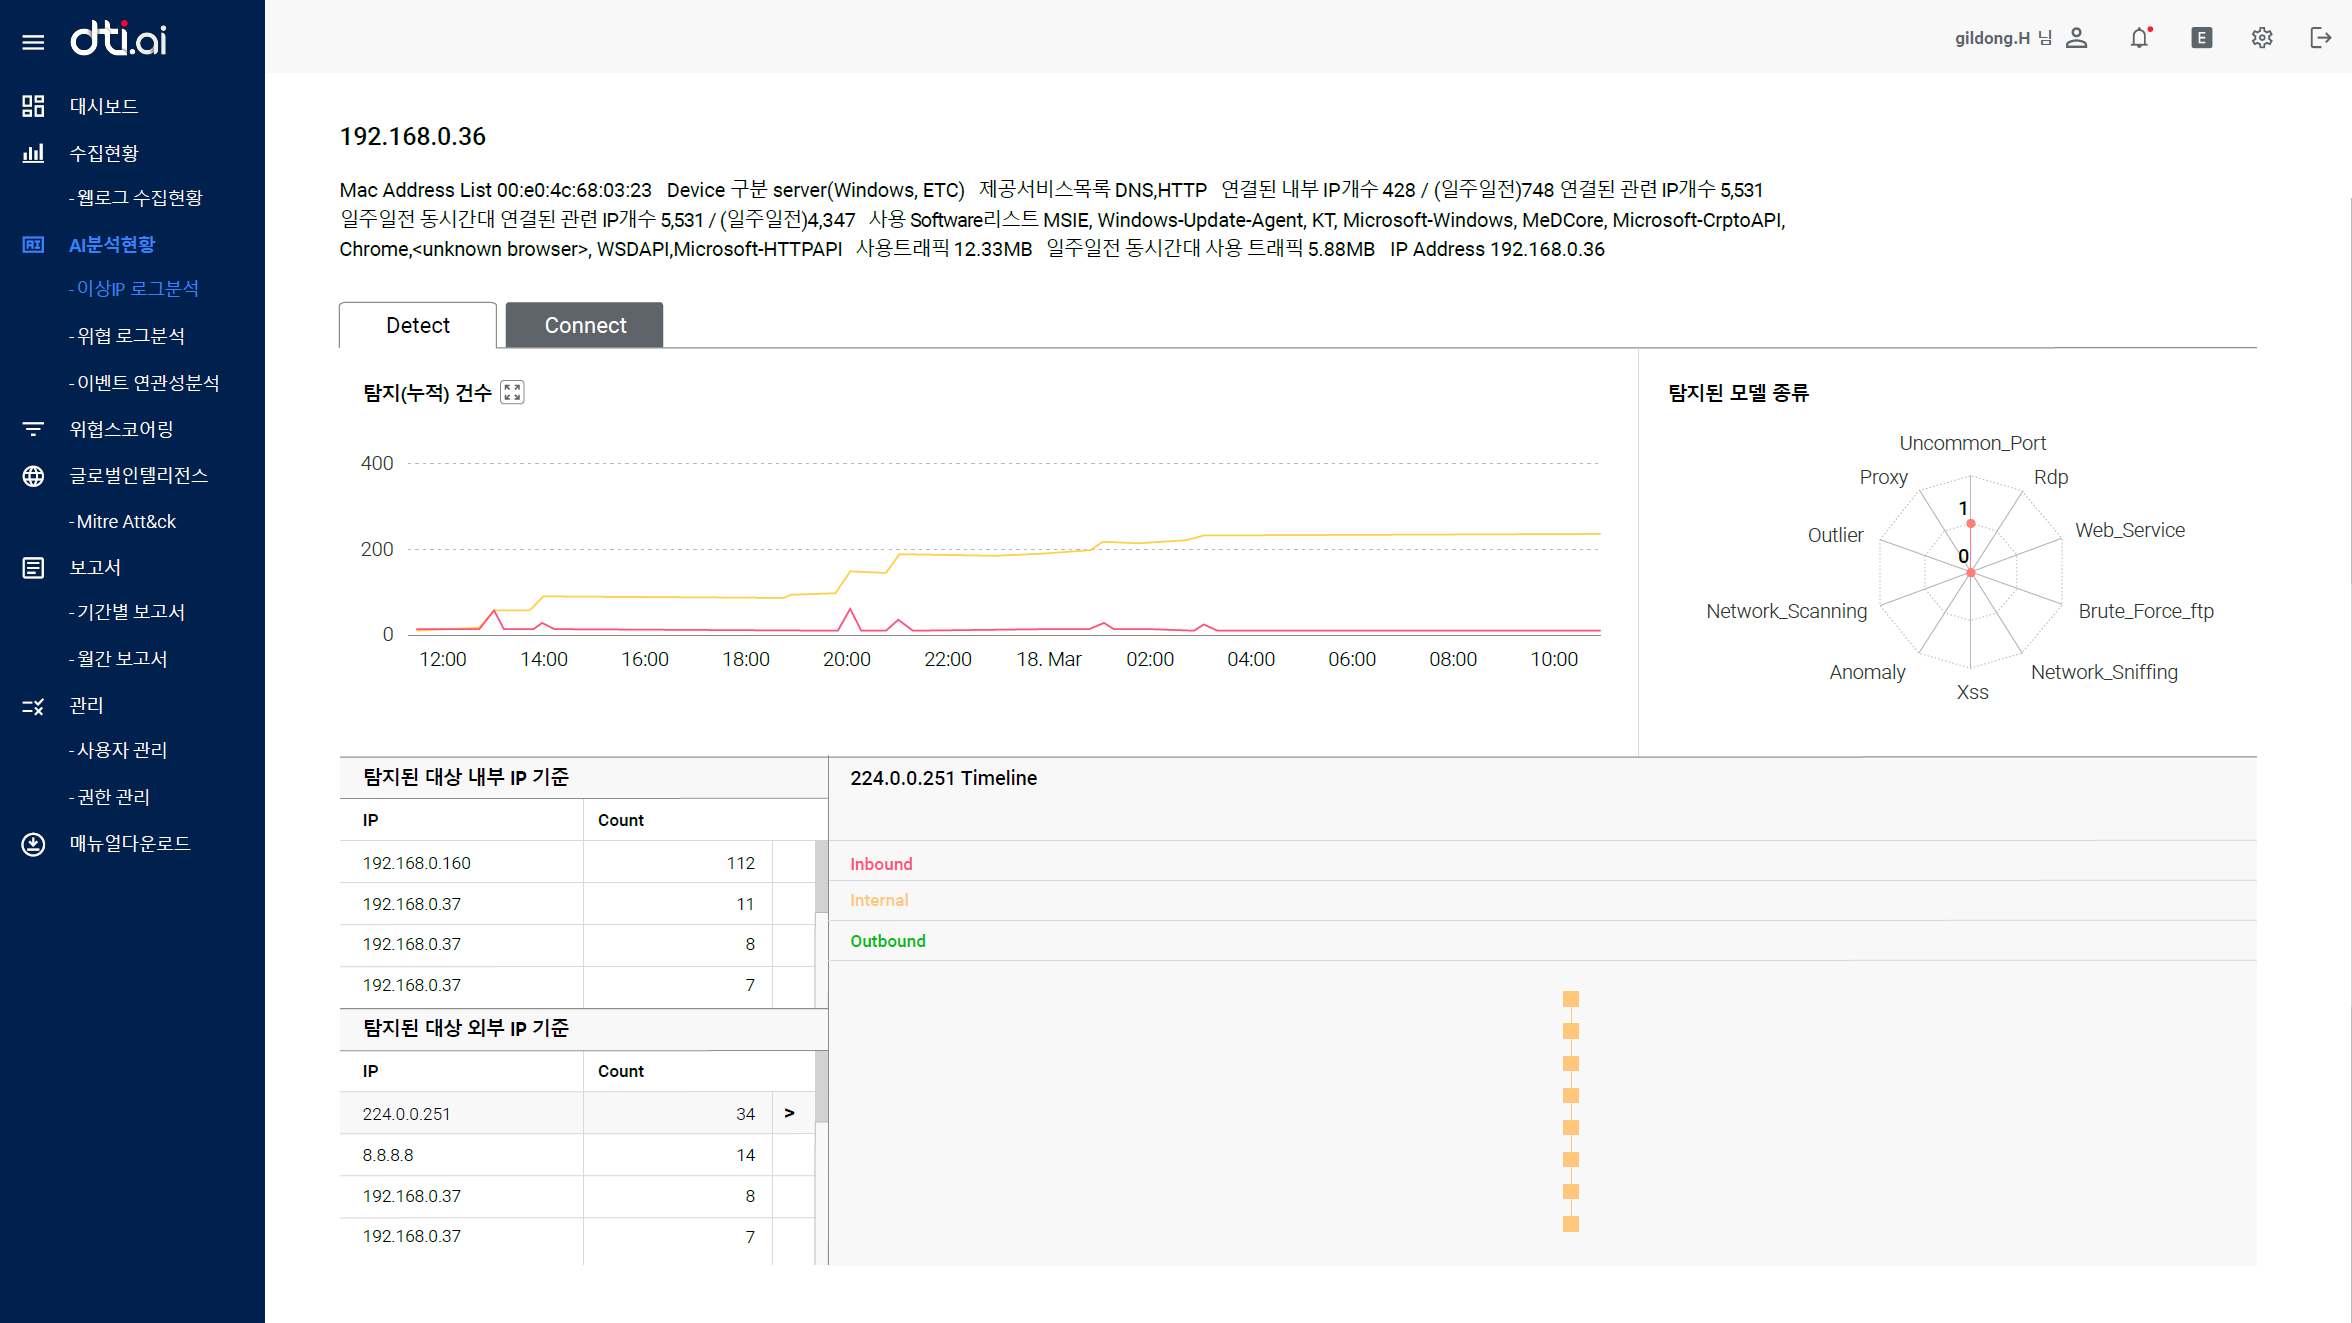 dti.ai
대시보드
수집현황
- 웹로그 수집현황
AI분석현황
- 이상IP 로그분석
- 위협 로그분석
- 이벤트 연관성분석
위협스코어링
글로벌인텔리전스
- Mitre Att&ck
보고서
- 기간별 보고서
- 월간 보고서
관리
- 사용자 관리
- 권한 관리
매뉴얼다운로드
gildong.H 님
E
192.168.0.36
Mac Address List 00:e0:4c:68:03:23 Device 구분 server(Windows, ETC) 제공서비스목록 DNS,HTTP 연결된 내부 IP개수 428 / (일주일전)748 연결된 관련 IP개수 5,531
일주일전 동시간대 연결된 관련 IP개수 5,531 / (일주일전)4,347 사용 Software리스트 MSIE, Windows-Update-Agent, KT, Microsoft-Windows, MeDCore, Microsoft-CrptoAPI,
Chrome,<unknown browser>, WSDAPI,Microsoft-HTTPAPI 사용트래픽 12.33MB 일주일전 동시간대 사용 트래픽 5.88MB IP Address 192.168.0.36
Detect
Connect
탐지(누적) 건수
400
200
0
12:00 14:00 16:00 18:00 20:00 22:00 18. Mar 02:00 04:00 06:00 08:00 10:00
탐지된 모델 종류
Uncommon_Port
Proxy
Rdp
1
Outlier
Web_Service
0
Network_Scanning
Brute_Force_ftp
Anomaly
Network_Sniffing
Xss
탐지된 대상 내부 IP 기준
IP Count
192.168.0.160 112
192.168.0.37 11
192.168.0.37 8
192.168.0.37 7
탐지된 대상 외부 IP 기준
IP Count
224.0.0.251 34 >
8.8.8.8 14
192.168.0.37 8
192.168.0.37 7
224.0.0.251 Timeline
Inbound
Internal
Outbound